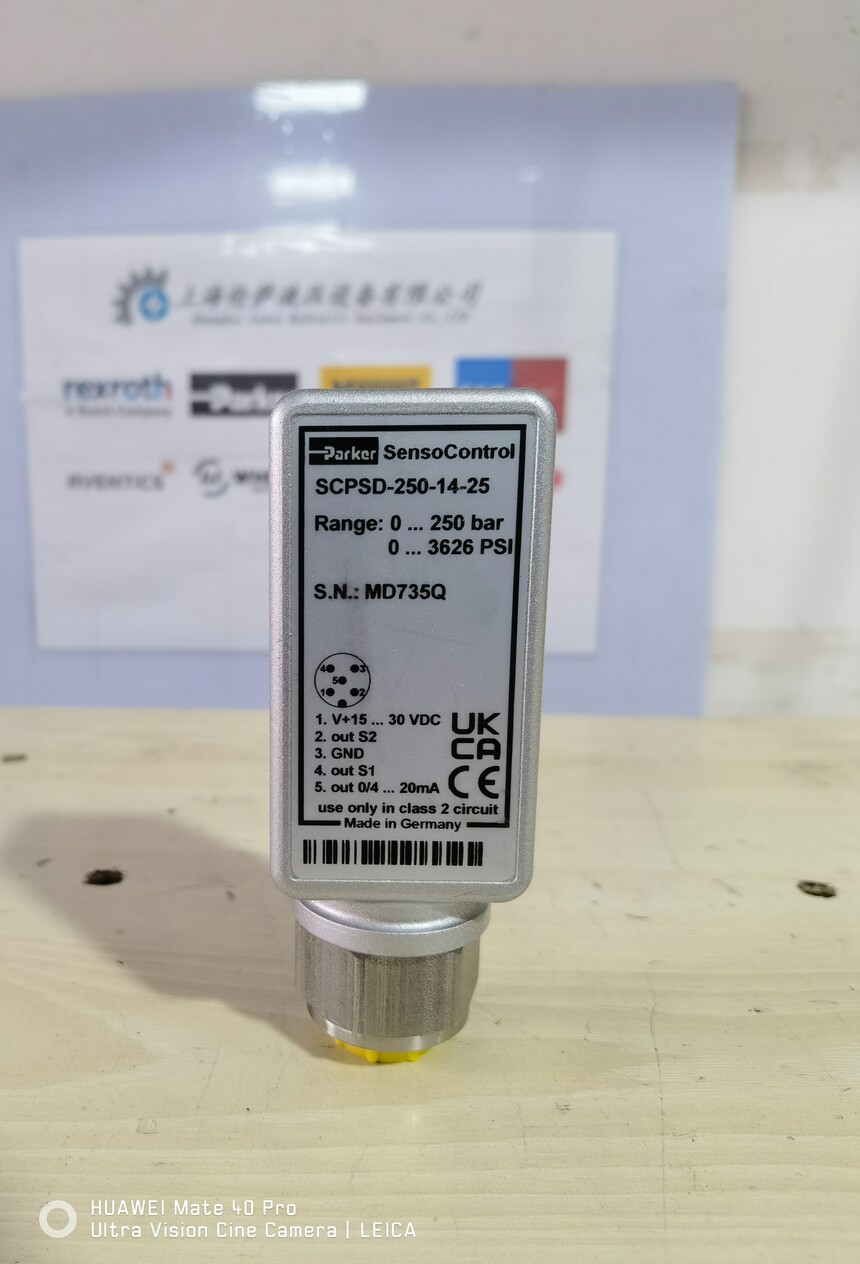 上海 液压设备有限公司
rexroth
A Bosch Company
Parker
AVENTICS
Parker SensoControl
SCPSD-250-14-25
Range: 0 ... 250 bar
0 ... 3626 PSI
S.N.: MD735Q
4 3
5
1 2
1. V+15 ... 30 VDC
2. out S2
3. GND
4. out S1
5. out 0/4 ... 20mA
UK
CA
CE
use only in class 2 circuit
Made in Germany
HUAWEI Mate 40 Pro
Ultra Vision Cine Camera | LEICA